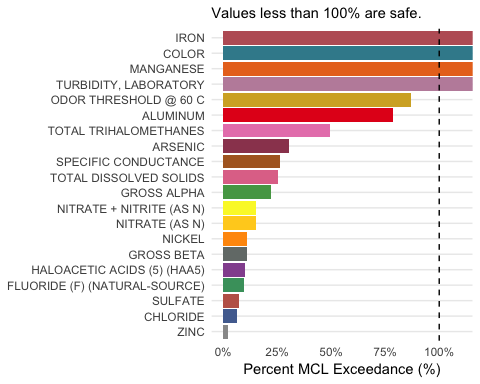 Values less than 100% are safe.
IRON
COLOR
MANGANESE
TURBIDITY, LABORATORY
ODOR THRESHOLD @ 60 C
ALUMINUM
TOTAL TRIHALOMETHANES
ARSENIC
SPECIFIC CONDUCTANCE
TOTAL DISSOLVED SOLIDS
GROSS ALPHA
NITRATE + NITRITE (AS N)
NITRATE (AS N)
NICKEL
GROSS BETA
HALOACETIC ACIDS (5) (HAA5)
FLUORIDE (F) (NATURAL-SOURCE)
SULFATE
CHLORIDE
ZINC
0% 25% 50% 75% 100%
Percent MCL Exceedance (%)